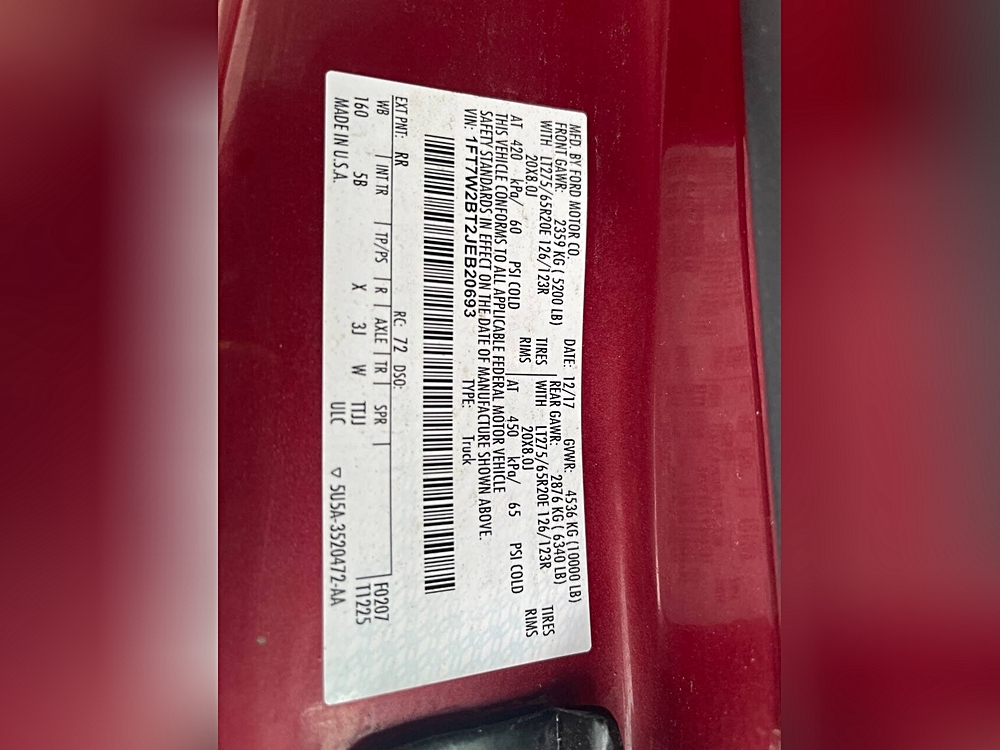 MFD. BY FORD MOTOR CO. DATE: 12/17 GVWR: 4536 KG (10000 LB)
FRONT GAWR: 2359 KG ( 5200 LB) REAR GAWR: 2876 KG ( 6340 LB)
WITH LT275/65R20E 126/123R TIRES WITH LT275/65R20E 126/123R TIRES
20X8.0J RIMS 20X8.0J RIMS
AT 420 kPa/ 60 PSI COLD AT 450 kPa/ 65 PSI COLD
THIS VEHICLE CONFORMS TO ALL APPLICABLE FEDERAL MOTOR VEHICLE
SAFETY STANDARDS IN EFFECT ON THE DATE OF MANUFACTURE SHOWN ABOVE.
VIN: 1FT7W2BT2JEB20693 TYPE: Truck
EXT PNT: RR RC: 72 DSO: F0207
WB INT TR TP/PS R AXLE TR SPR T1225
160 5B X 3J W TTJJ
MADE IN U.S.A. ULC ▽ 5U5A-3520472-AA